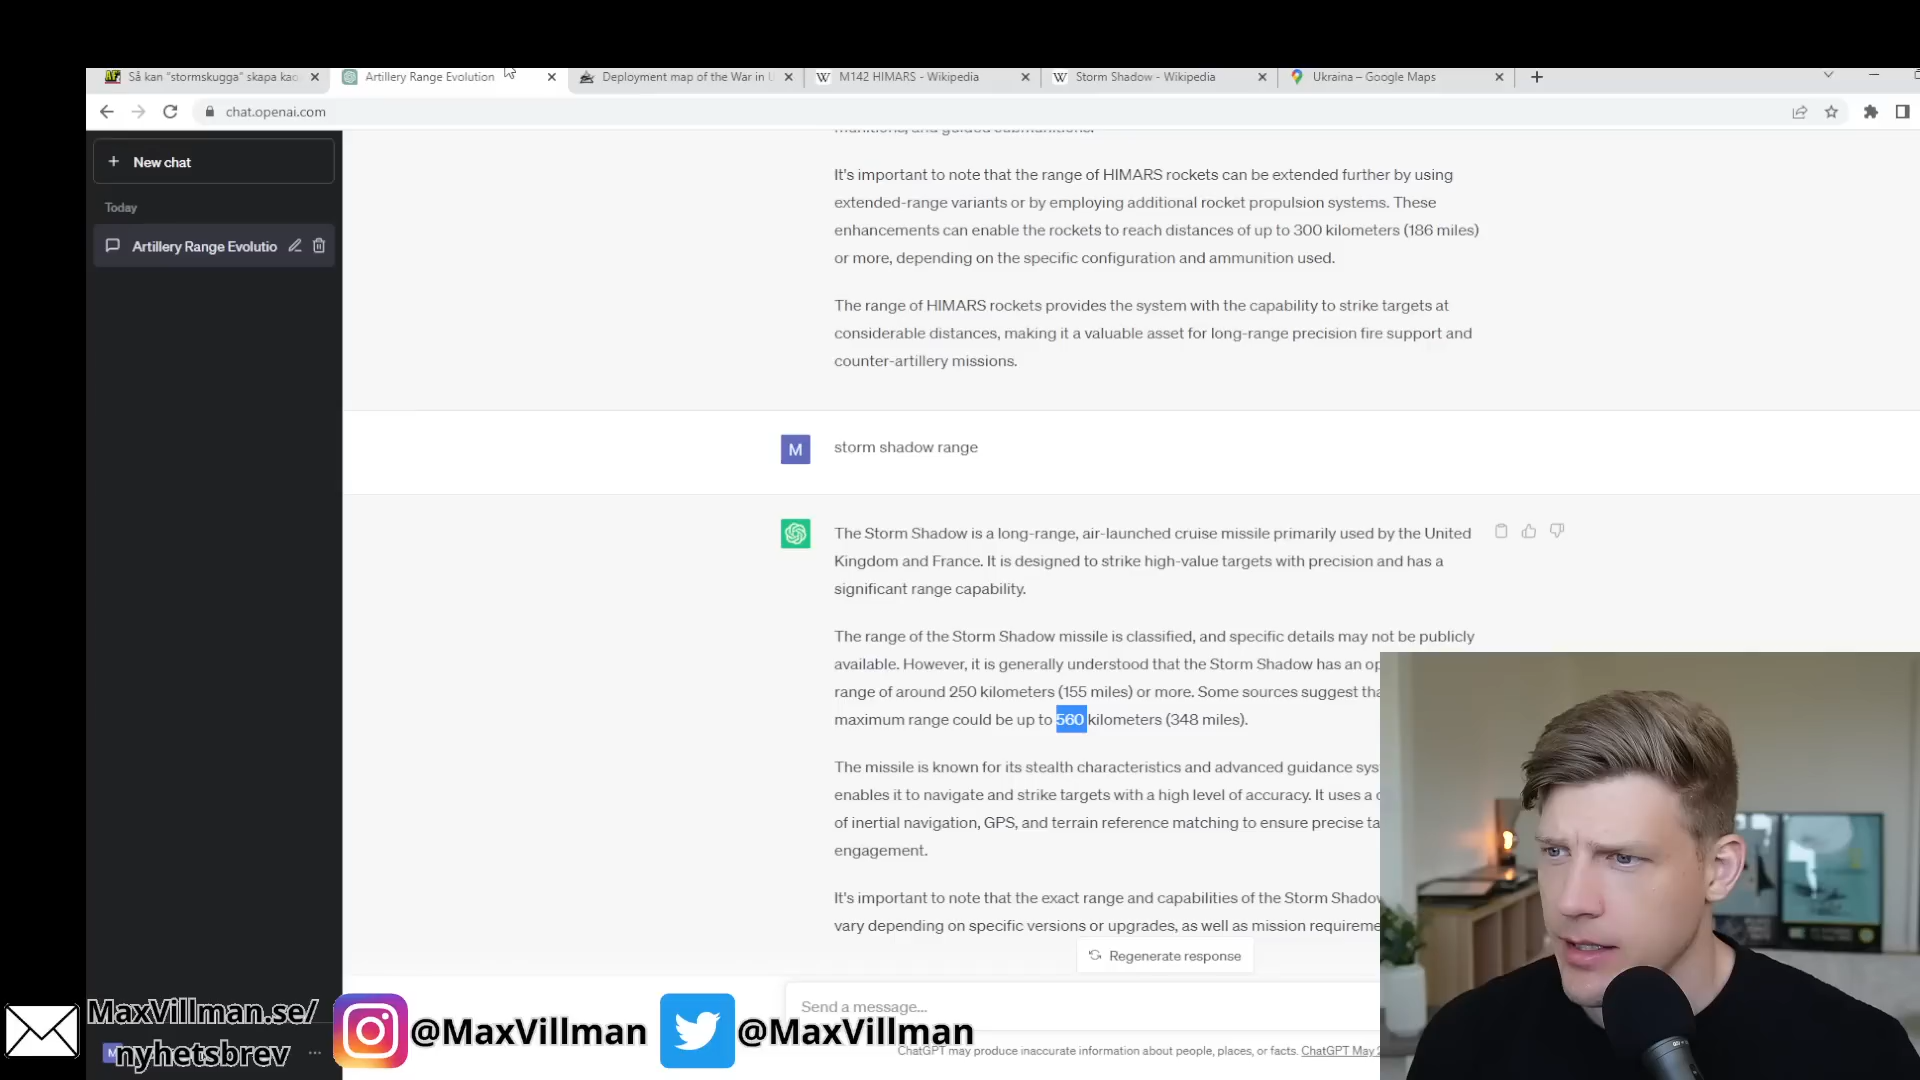 Så kan "stormskugga" skapa kao
Artillery Range Evolution
Deployment map of the War in U
M142 HIMARS - Wikipedia
Storm Shadow - Wikipedia
Ukraina – Google Maps
chat.openai.com
New chat
Today
Artillery Range Evolutio
munitions, and guided submunitions.
It's important to note that the range of HIMARS rockets can be extended further by using
extended-range variants or by employing additional rocket propulsion systems. These
enhancements can enable the rockets to reach distances of up to 300 kilometers (186 miles)
or more, depending on the specific configuration and ammunition used.
The range of HIMARS rockets provides the system with the capability to strike targets at
considerable distances, making it a valuable asset for long-range precision fire support and
counter-artillery missions.
M
storm shadow range
The Storm Shadow is a long-range, air-launched cruise missile primarily used by the United
Kingdom and France. It is designed to strike high-value targets with precision and has a
significant range capability.
The range of the Storm Shadow missile is classified, and specific details may not be publicly
available. However, it is generally understood that the Storm Shadow has an op
range of around 250 kilometers (155 miles) or more. Some sources suggest tha
maximum range could be up to 560 kilometers (348 miles).
The missile is known for its stealth characteristics and advanced guidance sys
enables it to navigate and strike targets with a high level of accuracy. It uses a c
of inertial navigation, GPS, and terrain reference matching to ensure precise ta
engagement.
It's important to note that the exact range and capabilities of the Storm Shadow
vary depending on specific versions or upgrades, as well as mission requireme
Regenerate response
Send a message...
ChatGPT may produce inaccurate information about people, places, or facts. ChatGPT May 2
MaxVillman.se/
nyhetsbrev
@MaxVillman
@MaxVillman